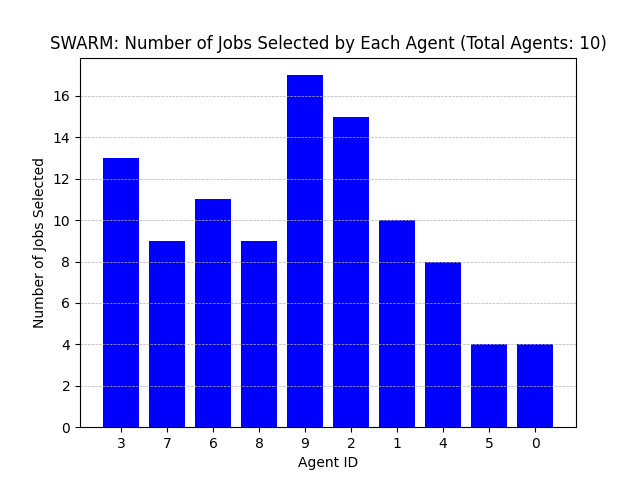 SWARM: Number of Jobs Selected by Each Agent (Total Agents: 10)
Number of Jobs Selected
16
14
12
10
8
6
4
2
0
3 7 6 8 9 2 1 4 5 0
Agent ID